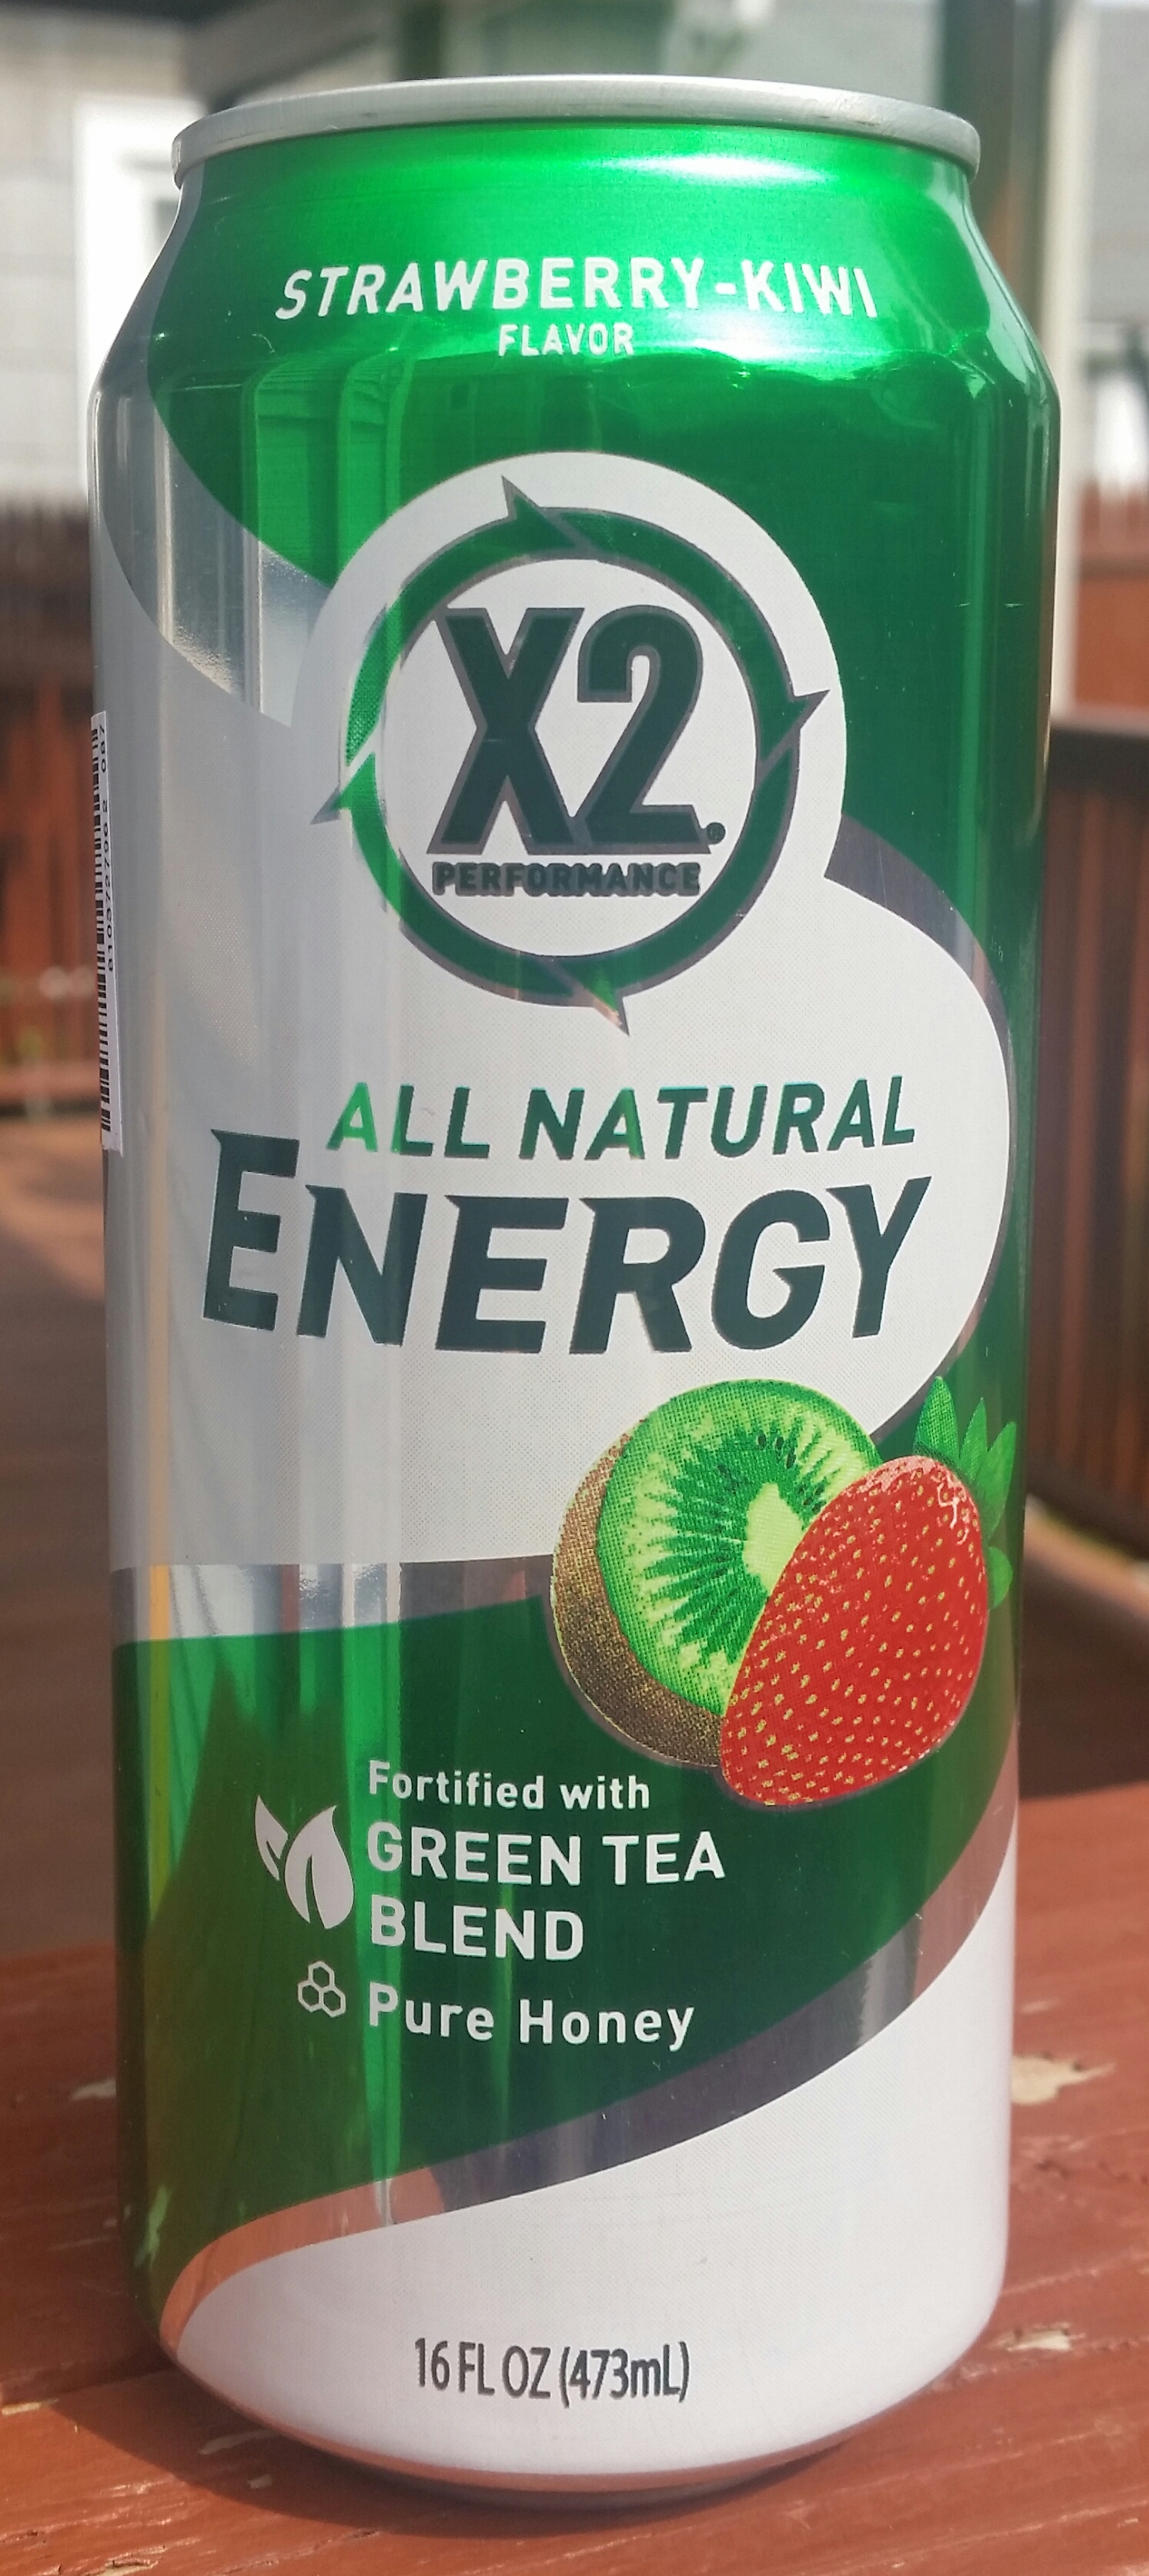 STRAWBERRY-KIWI
FLAVOR
X2
PERFORMANCE
ALL NATURAL
ENERGY
Fortified with
GREEN TEA
BLEND
Pure Honey
16 FL OZ (473mL)